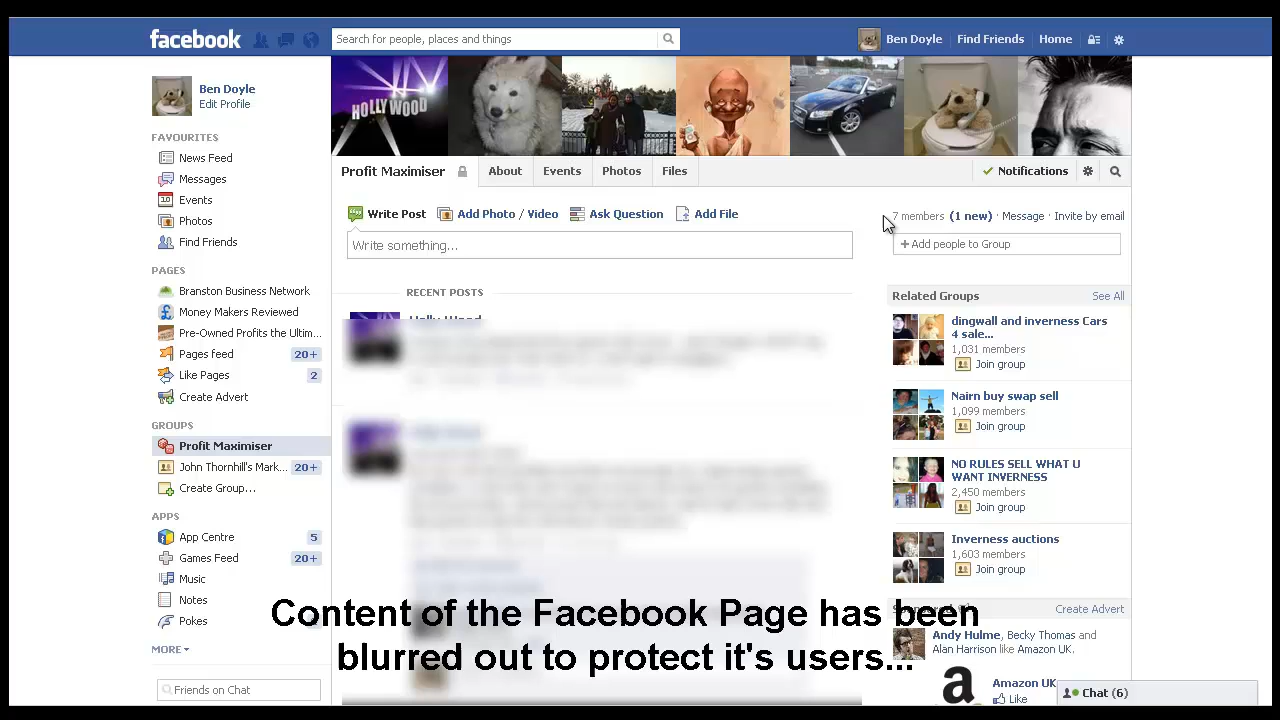 facebook
Search for people, places and things
Ben Doyle
Find Friends
Home
Ben Doyle
Edit Profile
FAVOURITES
News Feed
Messages
Events
Photos
Find Friends
PAGES
Branston Business Network
Money Makers Reviewed
Pre-Owned Profits the Ultim...
Pages feed 20+
Like Pages 2
Create Advert
GROUPS
Profit Maximiser
John Thornhill's Mark... 20+
Create Group...
APPS
App Centre 5
Games Feed 20+
Music
Notes
Pokes
MORE
Friends on Chat
HOLLYWOOD
Profit Maximiser
About
Events
Photos
Files
Notifications
Write Post
Add Photo / Video
Ask Question
Add File
Write something...
RECENT POSTS
Holly Wood
7 members (1 new) · Message · Invite by email
+ Add people to Group
Related Groups
See All
dingwall and inverness Cars
4 sale...
1,031 members
Join group
Nairn buy swap sell
1,099 members
Join group
NO RULES SELL WHAT U
WANT INVERNESS
2,450 members
Join group
Inverness auctions
1,603 members
Join group
Sponsored
Create Advert
Andy Hulme, Becky Thomas and
Alan Harrison like Amazon UK.
a
Amazon UK
Like
Chat (6)
Content of the Facebook Page has been
blurred out to protect it's users...